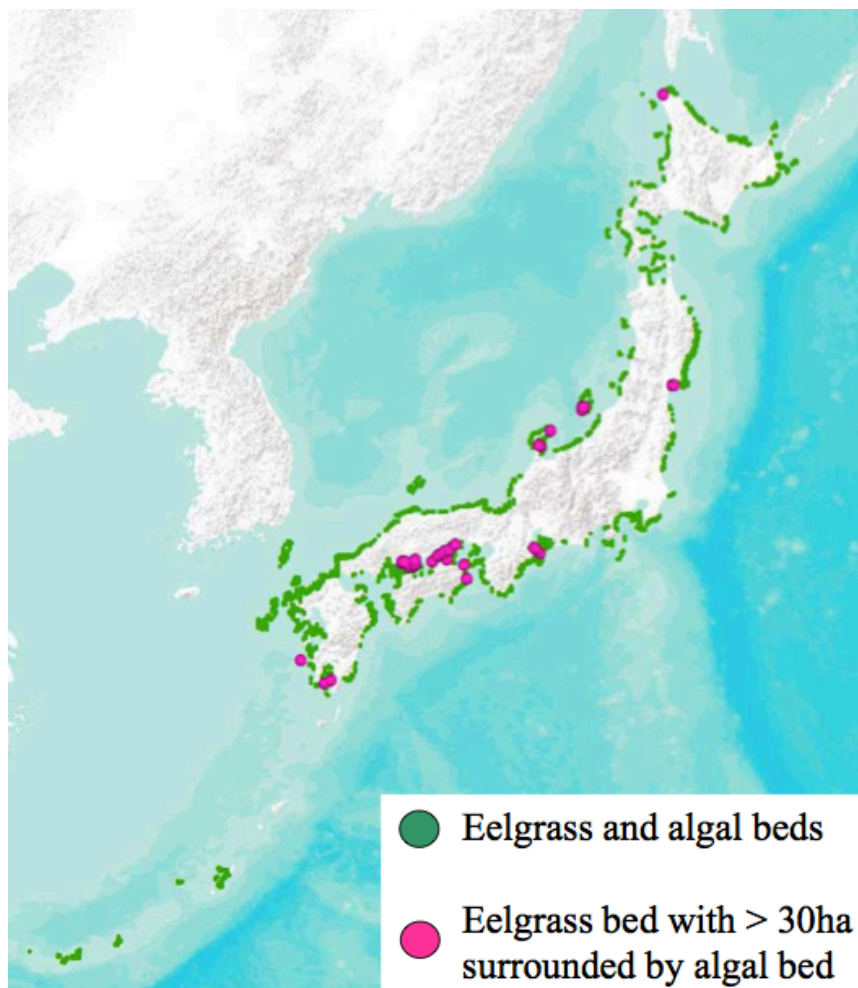 Eelgrass and algal beds
Eelgrass bed with > 30ha
surrounded by algal bed